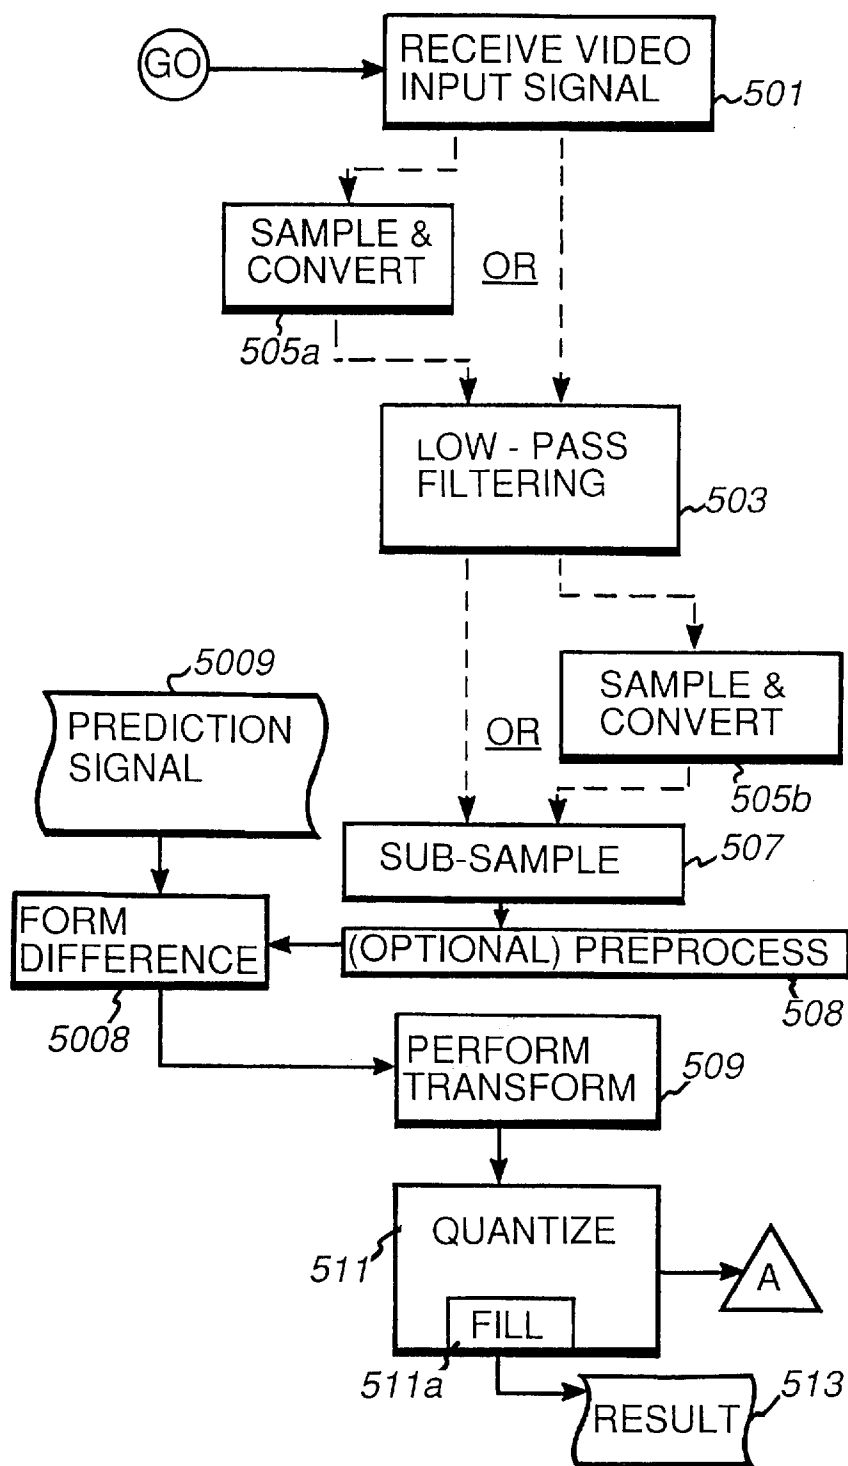 GO
RECEIVE VIDEO
INPUT SIGNAL
501
SAMPLE &
CONVERT
OR
505a
LOW - PASS
FILTERING
503
5009
PREDICTION
SIGNAL
SAMPLE &
CONVERT
OR
505b
SUB-SAMPLE
507
FORM
DIFFERENCE
(OPTIONAL) PREPROCESS
508
5008
PERFORM
TRANSFORM
509
QUANTIZE
511
A
FILL
511a
513
RESULT